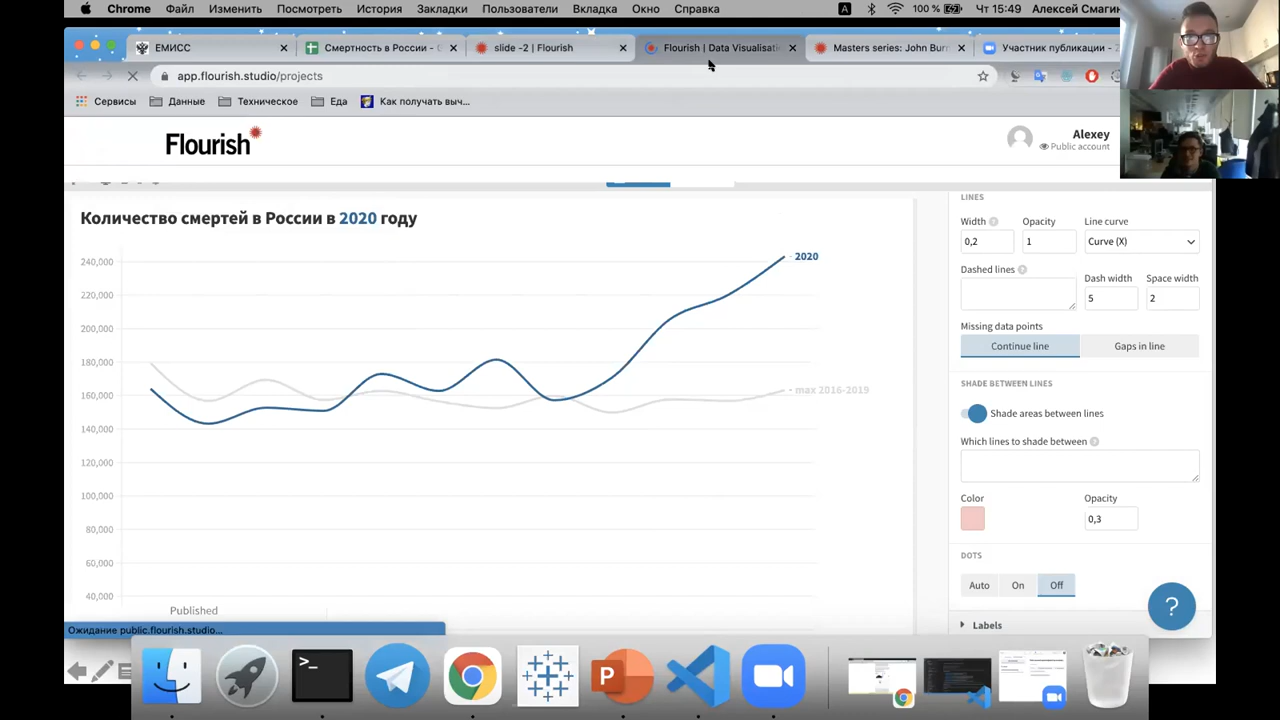 Chrome Файл Изменить Посмотреть История Закладки Пользователи Вкладка Окно Справка A 100 % Чт 15:49 Алексей Смагин
ЕМИСС Смертность в России - slide -2 | Flourish Flourish | Data Visualisati Masters series: John Burn Участник публикации -
app.flourish.studio/projects
Сервисы Данные Техническое Еда Как получать выч...
Flourish
Alexey
Public account
Количество смертей в России в 2020 году
240,000
220,000
200,000
180,000
160,000
140,000
120,000
100,000
80,000
60,000
40,000
2020
max 2016-2019
Published
Ожидание public.flourish.studio...
LINES
Width ? Opacity Line curve
0,2 1 Curve (X)
Dashed lines ? Dash width Space width
5 2
Missing data points
Continue line Gaps in line
SHADE BETWEEN LINES
Shade areas between lines
Which lines to shade between ?
Color Opacity
0,3
DOTS
Auto On Off
Labels
?
>_
P